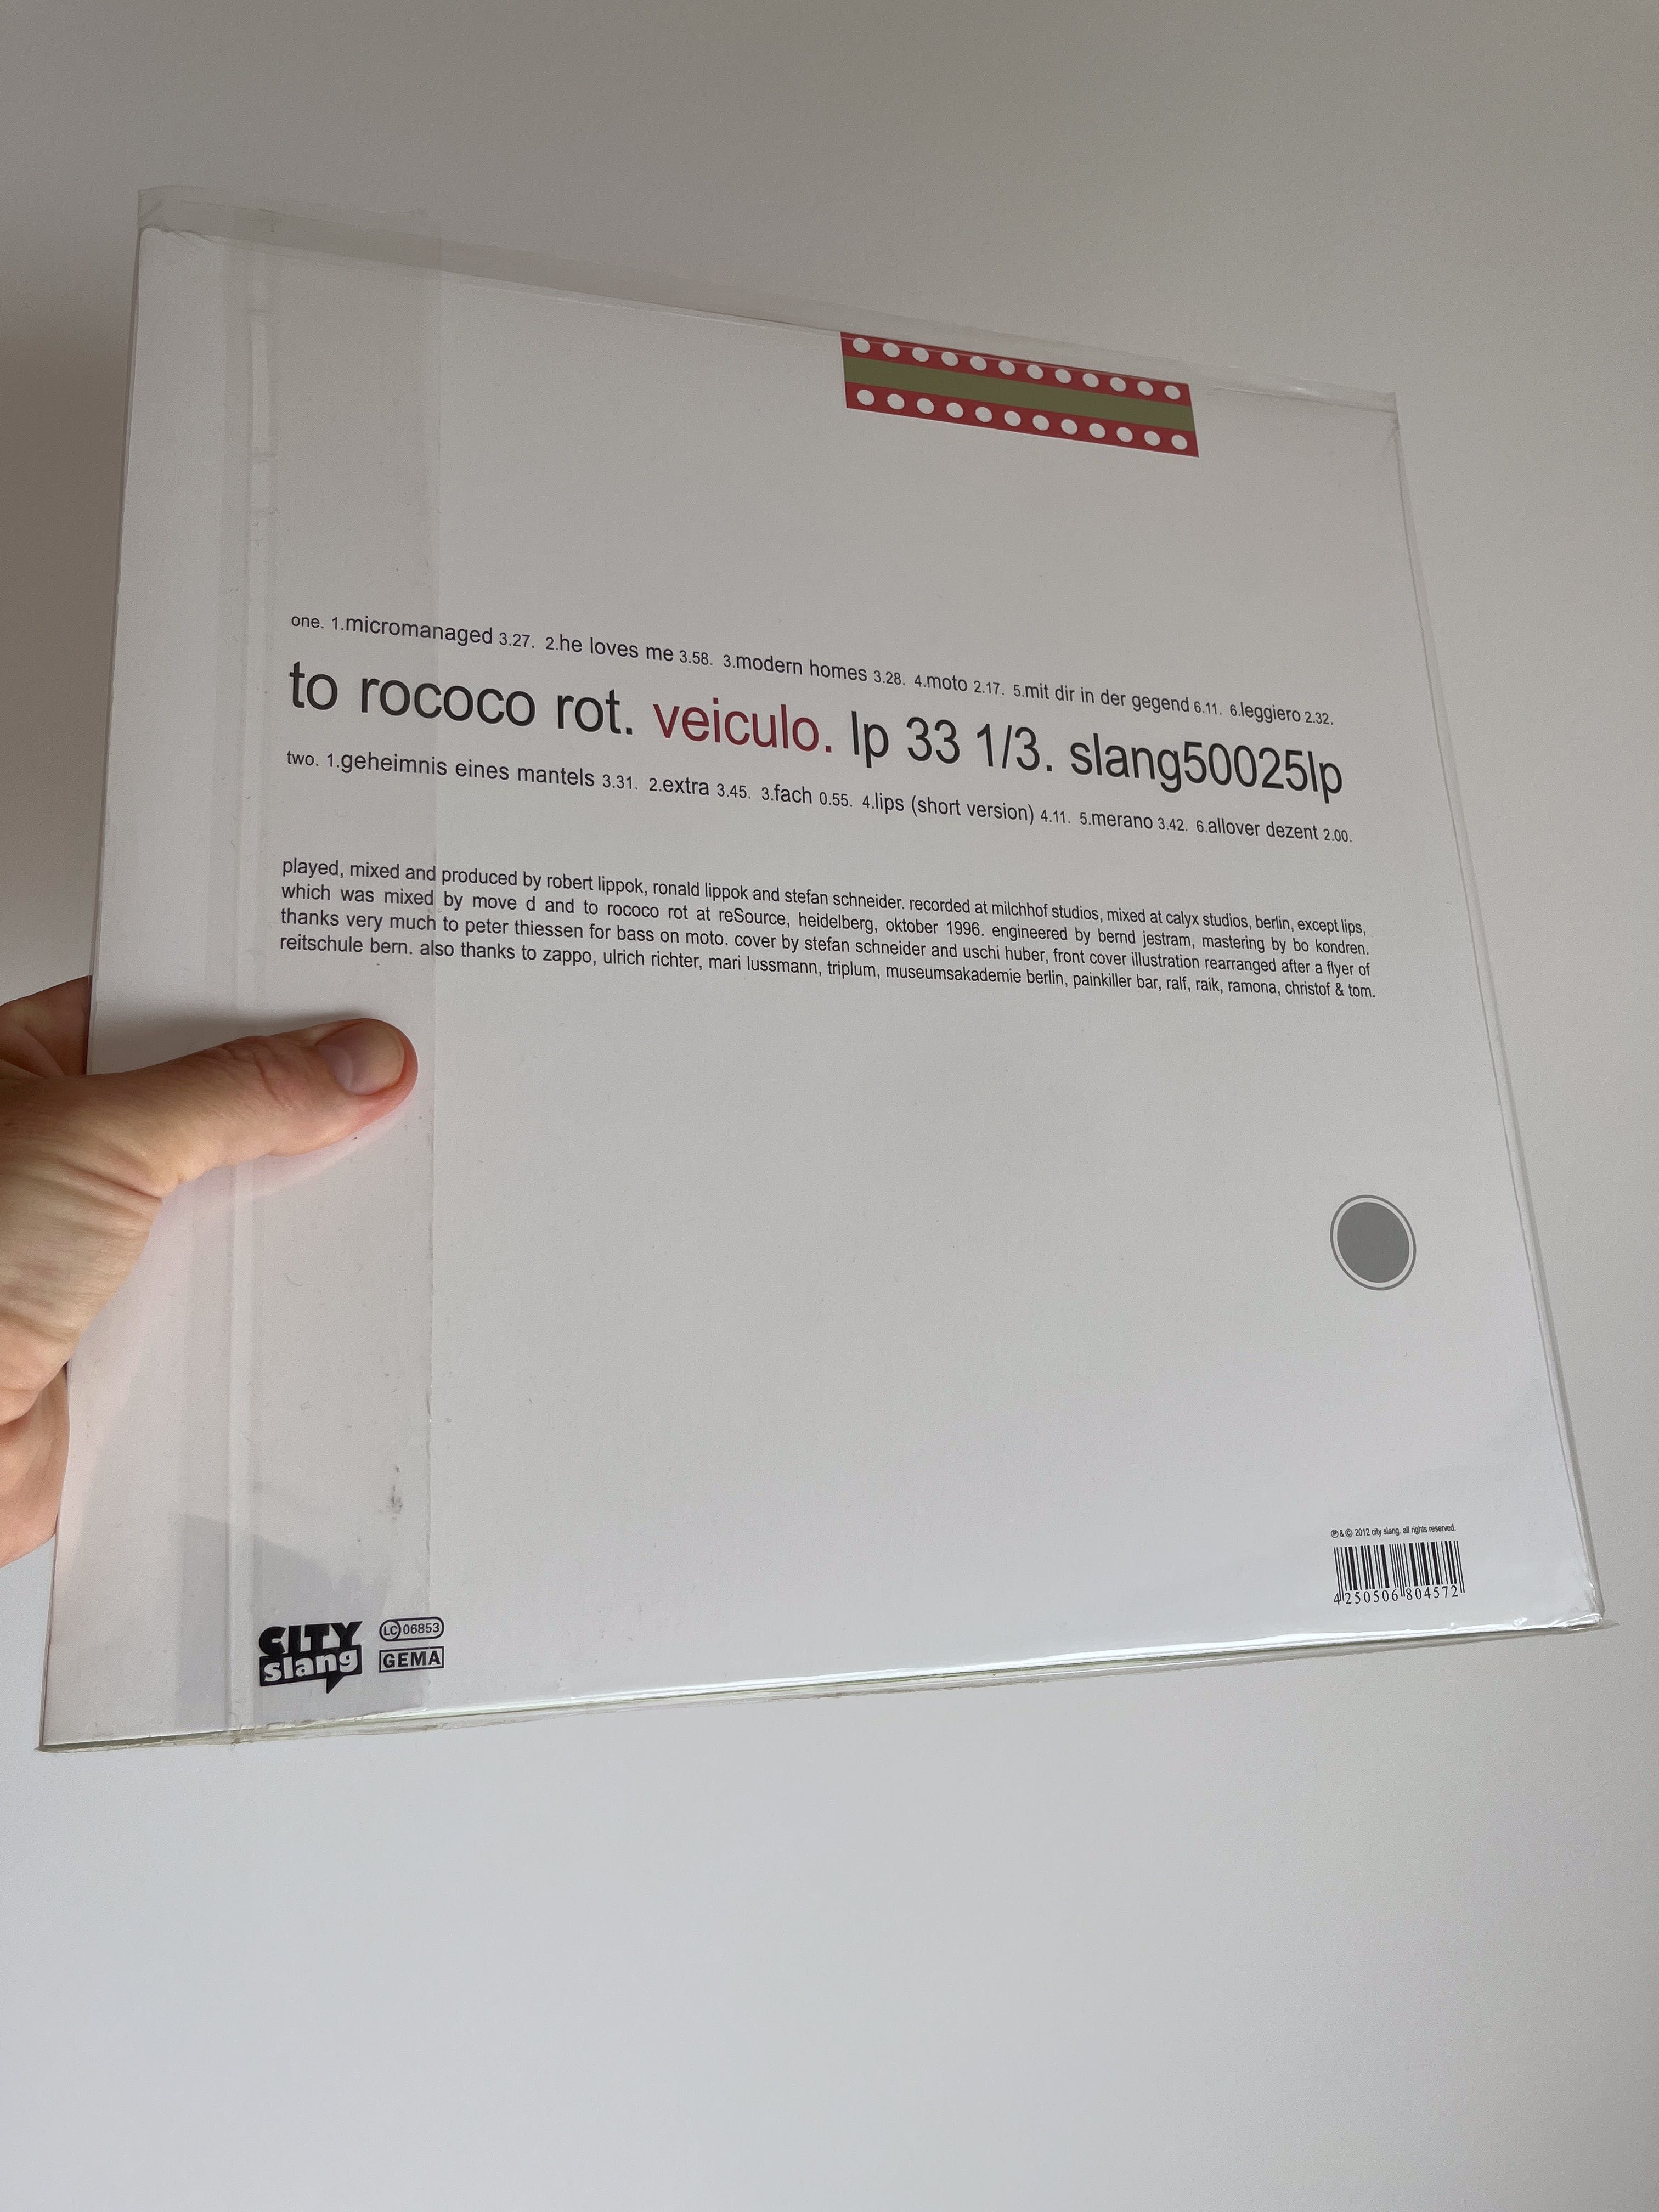 one. 1.micromanaged 3.27. 2.he loves me 3.58. 3.modern homes 3.28. 4.moto 2.17. 5.mit dir in der gegend 6.11. 6.leggiero 2.32.
to rococo rot. veiculo. lp 33 1/3. slang50025lp
two. 1.geheimnis eines mantels 3.31. 2.extra 3.45. 3.fach 0.55. 4.lips (short version) 4.11. 5.merano 3.42. 6.allover dezent 2.00.
played, mixed and produced by robert lippok, ronald lippok and stefan schneider. recorded at milchhof studios, mixed at calyx studios, berlin, except lips,
which was mixed by move d and to rococo rot at reSource, heidelberg, oktober 1996. engineered by bernd jestram, mastering by bo kondren.
thanks very much to peter thiessen for bass on moto. cover by stefan schneider and uschi huber, front cover illustration rearranged after a flyer of
reitschule bern. also thanks to zappo, ulrich richter, mari lussmann, triplum, museumsakademie berlin, painkiller bar, ralf, raik, ramona, christof & tom.
℗ & © 2012 city slang. all rights reserved.
4 250506 804572
CITY
slang
LC 06853
GEMA